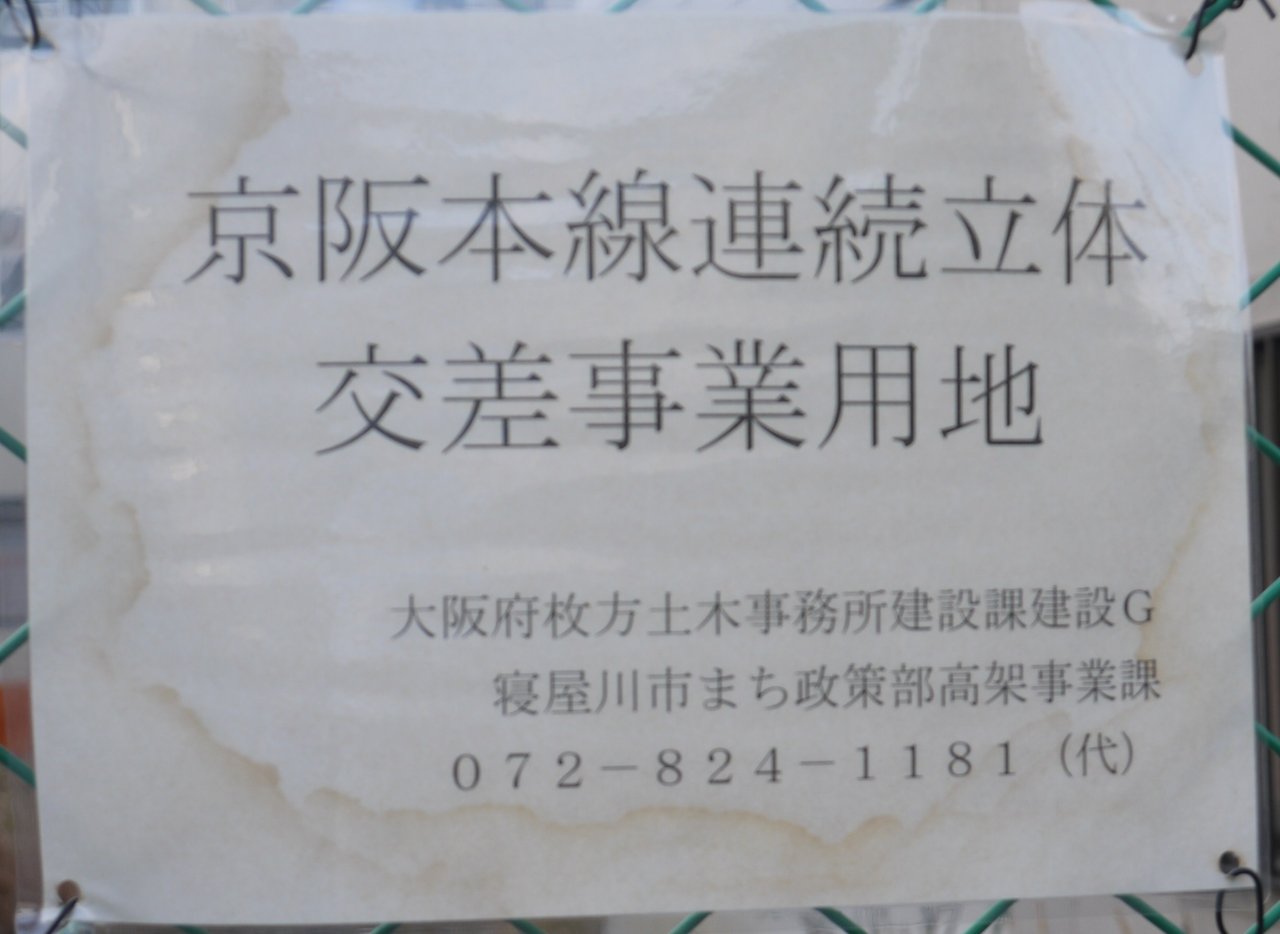 京阪本線連続立体
交差事業用地
大阪府枚方土木事務所建設課建設Ｇ
寝屋川市まち政策部高架事業課
０７２－８２４－１１８１（代）